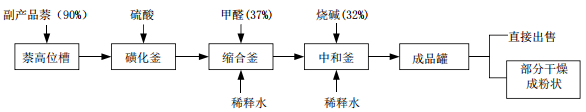 副产品萘（90%）
硫酸
甲醛(37%)
烧碱(32%)
萘高位槽
磺化釜
缩合釜
中和釜
成品罐
直接出售
部分干燥
成粉状
稀释水
稀释水